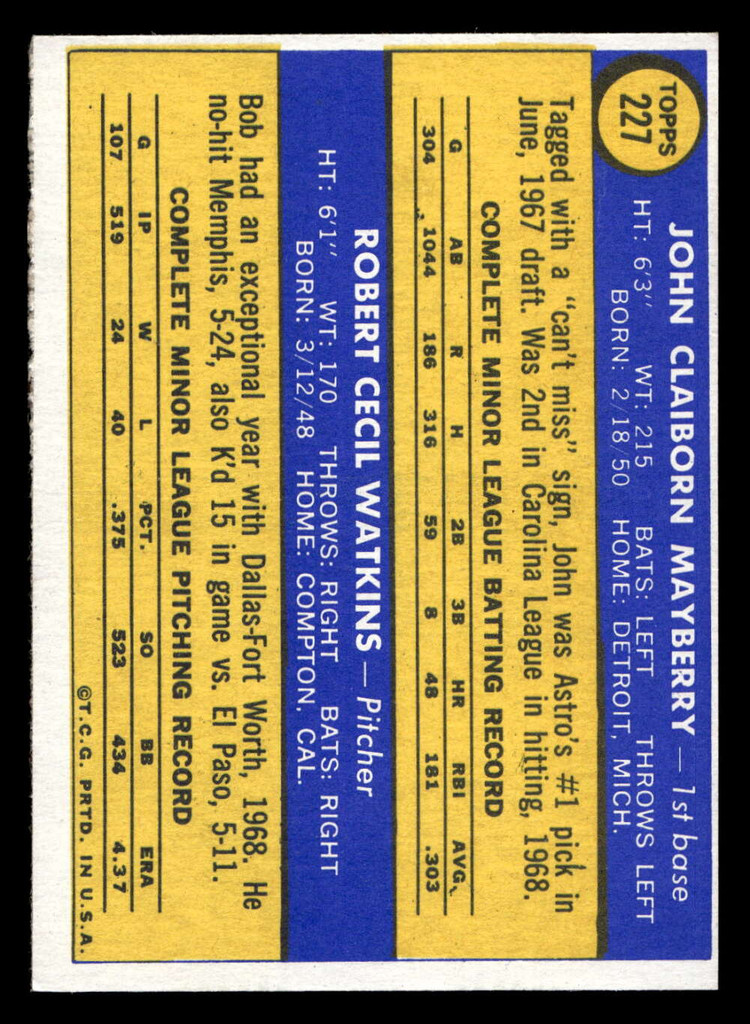 TOPPS
227
JOHN CLAIBORN MAYBERRY — 1st base
HT: 6'3" WT: 215 BATS: LEFT THROWS LEFT
BORN: 2/18/50 HOME: DETROIT, MICH.
Tagged with a "can't miss" sign, John was Astro's #1 pick in
June, 1967 draft. Was 2nd in Carolina League in hitting, 1968.
COMPLETE MINOR LEAGUE BATTING RECORD
G AB R H 2B 3B HR RBI AVG.
304 1044 186 316 59 8 48 181 .303
ROBERT CECIL WATKINS — Pitcher
HT: 6'1" WT: 170 THROWS: RIGHT BATS: RIGHT
BORN: 3/12/48 HOME: COMPTON, CAL.
Bob had an exceptional year with Dallas-Fort Worth, 1968. He
no-hit Memphis, 5-24, also K'd 15 in game vs. El Paso, 5-11.
COMPLETE MINOR LEAGUE PITCHING RECORD
G IP W L PCT. SO BB ERA
107 519 24 40 .375 523 434 4.37
©T.C.G. PRTD. IN U.S.A.